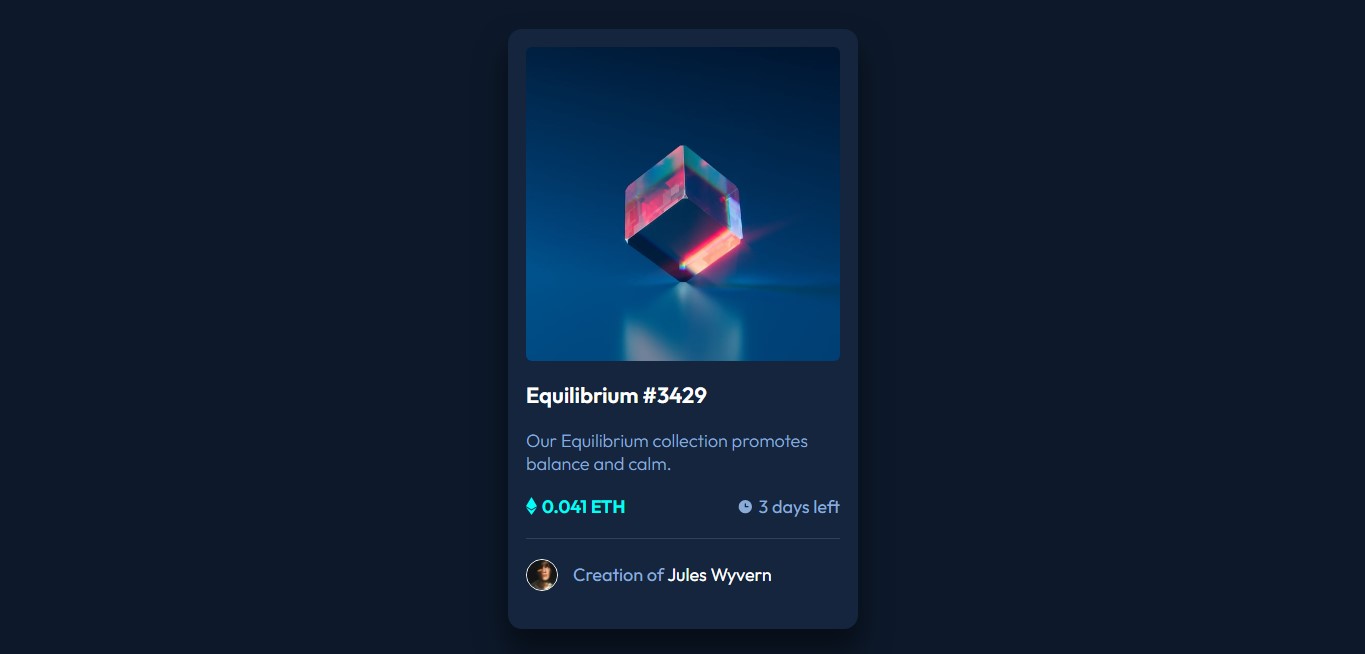 Equilibrium #3429
Our Equilibrium collection promotes
balance and calm.
0.041 ETH
3 days left
Creation of Jules Wyvern